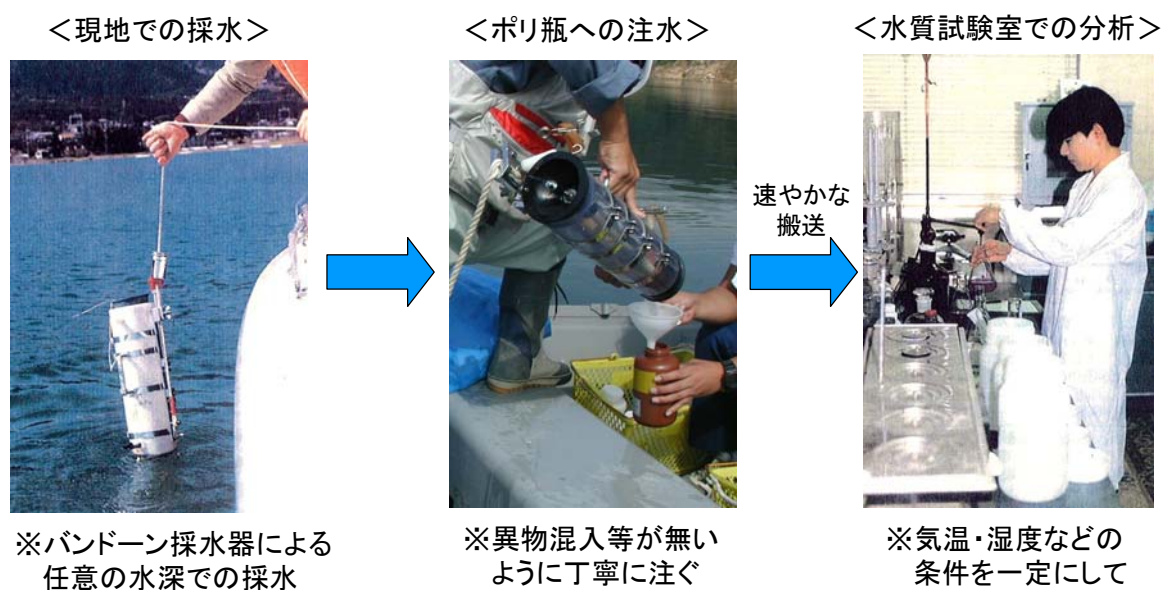 ＜現地での採水＞
＜ポリ瓶への注水＞
＜水質試験室での分析＞
速やかな
搬送
※バンドーン採水器による
任意の水深での採水
※異物混入等が無い
ように丁寧に注ぐ
※気温・湿度などの
条件を一定にして